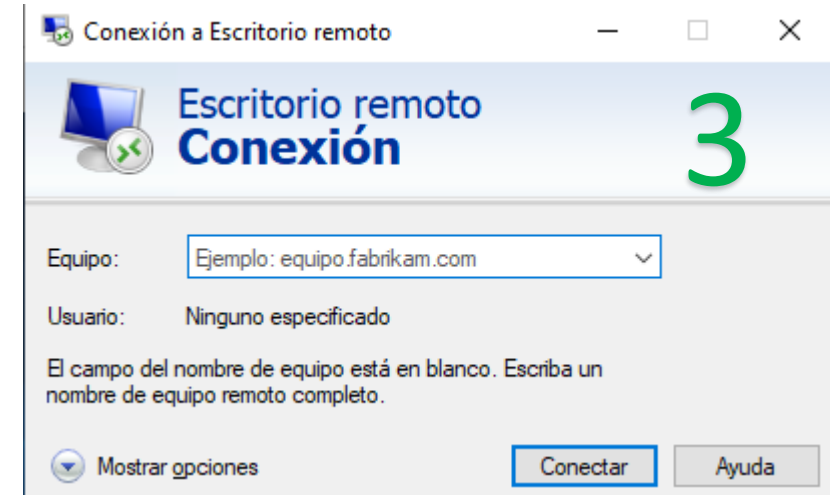 Conexión a Escritorio remoto
Escritorio remoto
Conexión
3
Equipo:
Ejemplo: equipo.fabrikam.com
Usuario:
Ninguno especificado
El campo del nombre de equipo está en blanco. Escriba un
nombre de equipo remoto completo.
Mostrar opciones
Conectar
Ayuda